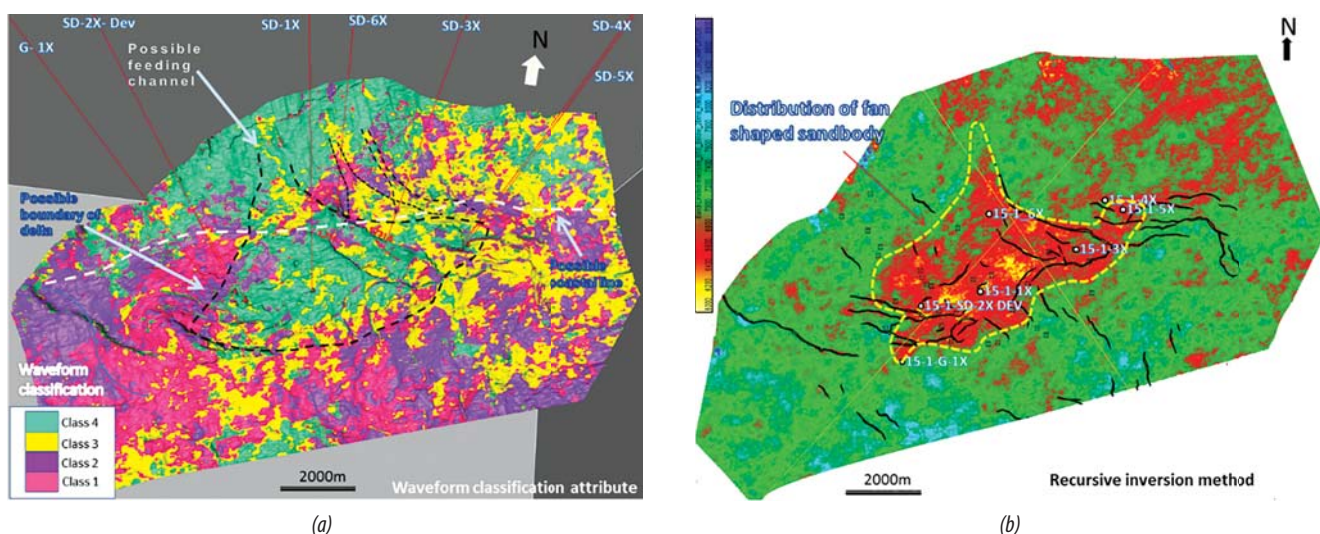 G- 1X
SD-2X- Dev
SD-1X
SD-6X
SD-3X
SD-4X
SD-5X
N
Possible
feeding
channel
Possible
boundary of
delta
Possible
coastal line
Waveform
classification
Class 4
Class 3
Class 2
Class 1
2000m
Waveform classification attribute
(a)
N
Distribution of fan
shaped sandbody
15-1-4X
15-1-5X
15-1-6X
15-1-3X
15-1-1X
15-1-SD-2X DEV
15-1-G-1X
2000m
Recursive inversion method
(b)